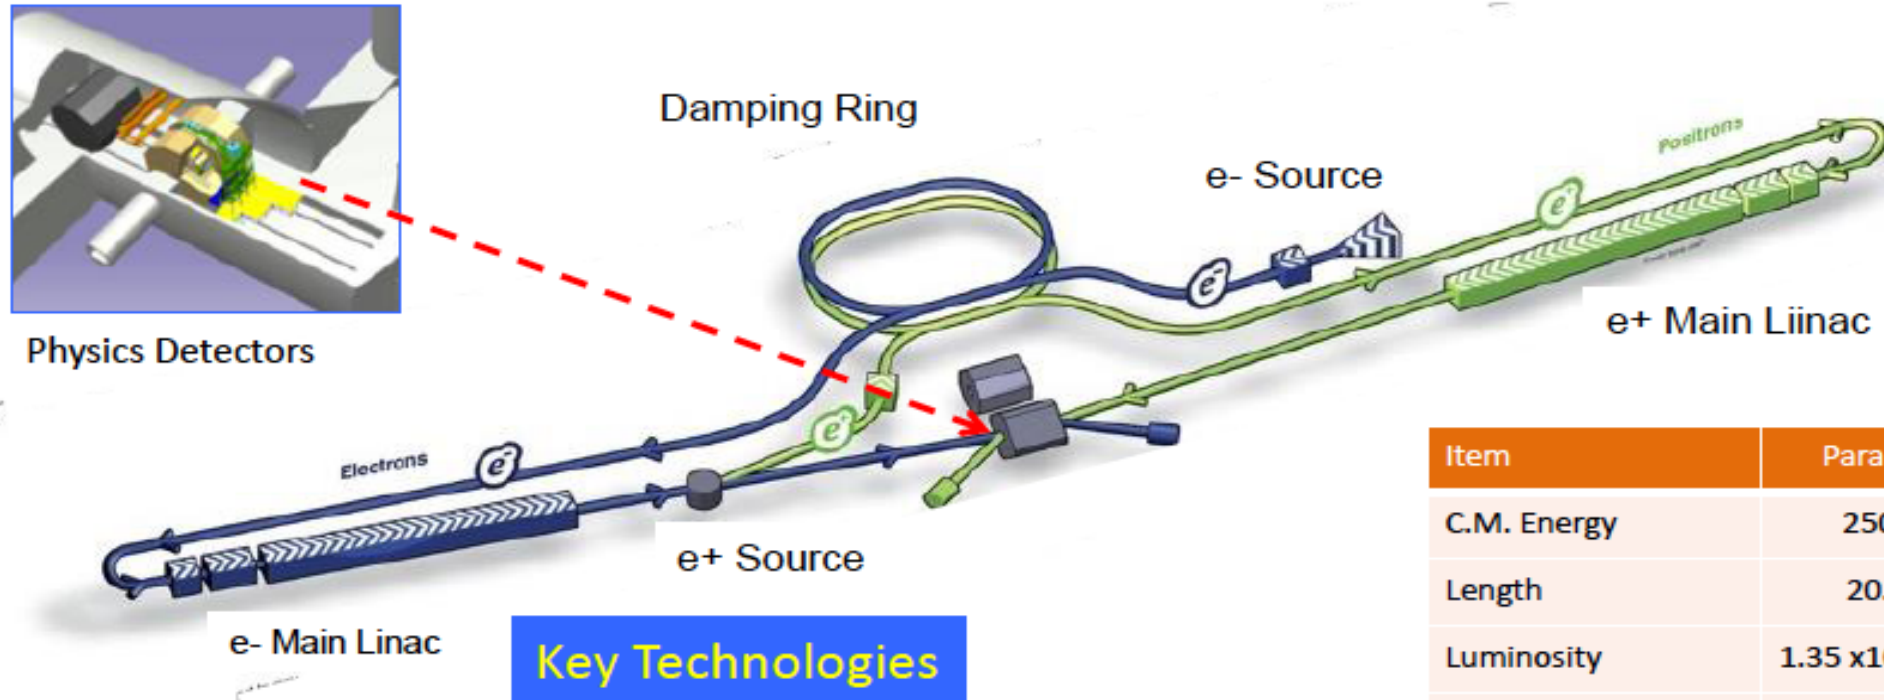 Damping Ring
Positrons
e- Source
e+
e-
e+ Main Liinac
Physics Detectors
e+
Electrons
e-
e+ Source
e- Main Linac
Key Technologies
Item Para
C.M. Energy 250
Length 20.
Luminosity 1.35 x1